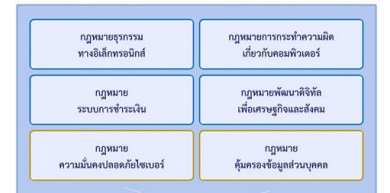 กฎหมายธุรกรรม
ทางอิเล็กทรอนิกส์
กฎหมายการกระทำความผิด
เกี่ยวกับคอมพิวเตอร์
กฎหมาย
ระบบการชำระเงิน
กฎหมายพัฒนาดิจิทัล
เพื่อเศรษฐกิจและสังคม
กฎหมาย
ความมั่นคงปลอดภัยไซเบอร์
กฎหมาย
คุ้มครองข้อมูลส่วนบุคคล